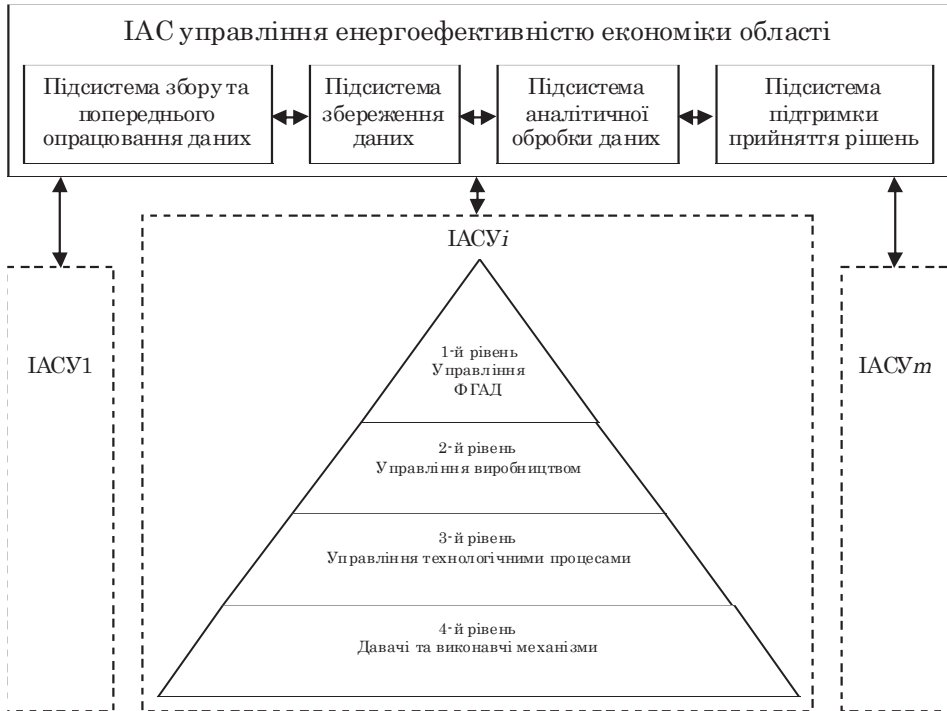 ІАС управління енергоефективністю економіки області
Підсистема збору та
попереднього
опрацювання даних
Підсистема
збереження
даних
Підсистема
аналітичної
обробки даних
Підсистема
підтримки
прийняття рішень
ІАСУi
ІАСУ1
ІАСУm
1-й рівень
Управління
ФГАД
2-й рівень
Управління виробництвом
3-й рівень
Управління технологічними процесами
4-й рівень
Давачі та виконавчі механізми